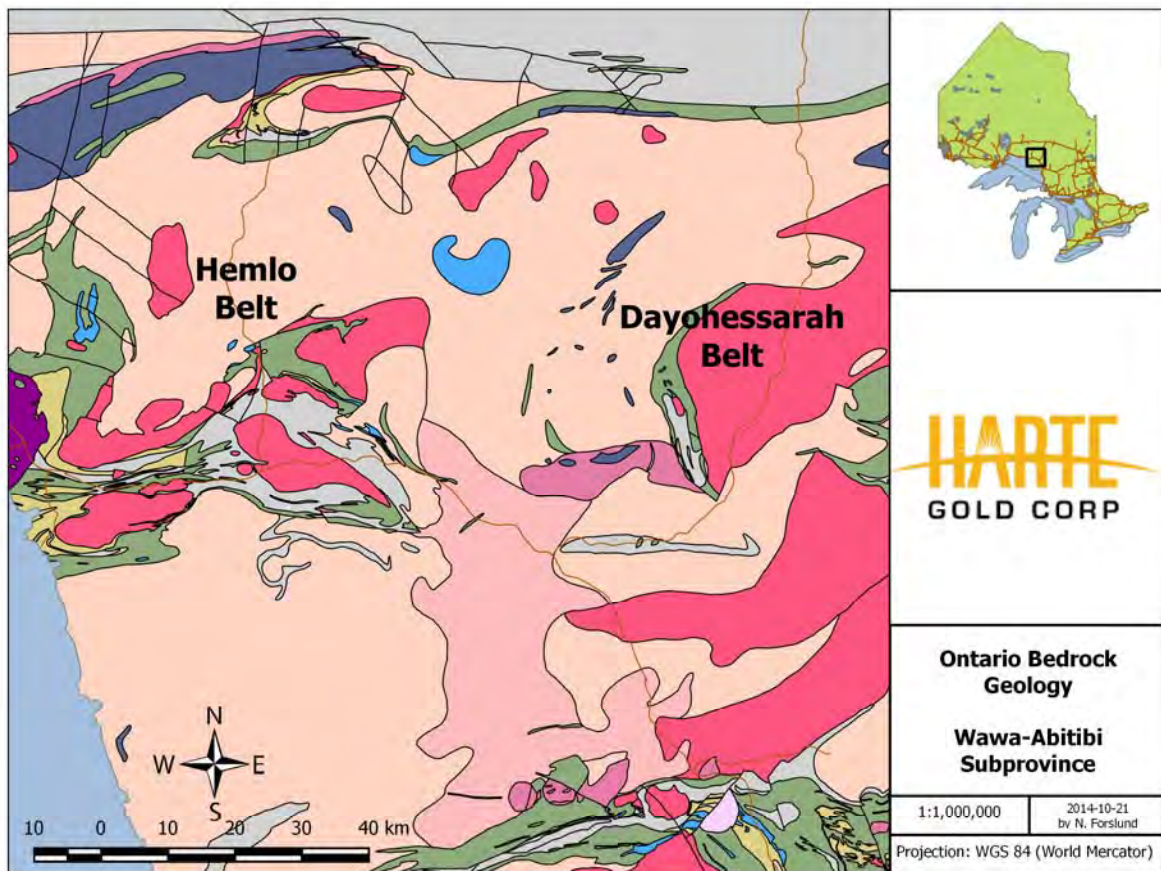 Hemlo
Belt
Dayohessarah
Belt
N
W E
S
10 0 10 20 30 40 km
HARTE
GOLD CORP
Ontario Bedrock
Geology
Wawa-Abitibi
Subprovince
1:1,000,000
2014-10-21
by N. Forslund
Projection: WGS 84 (World Mercator)